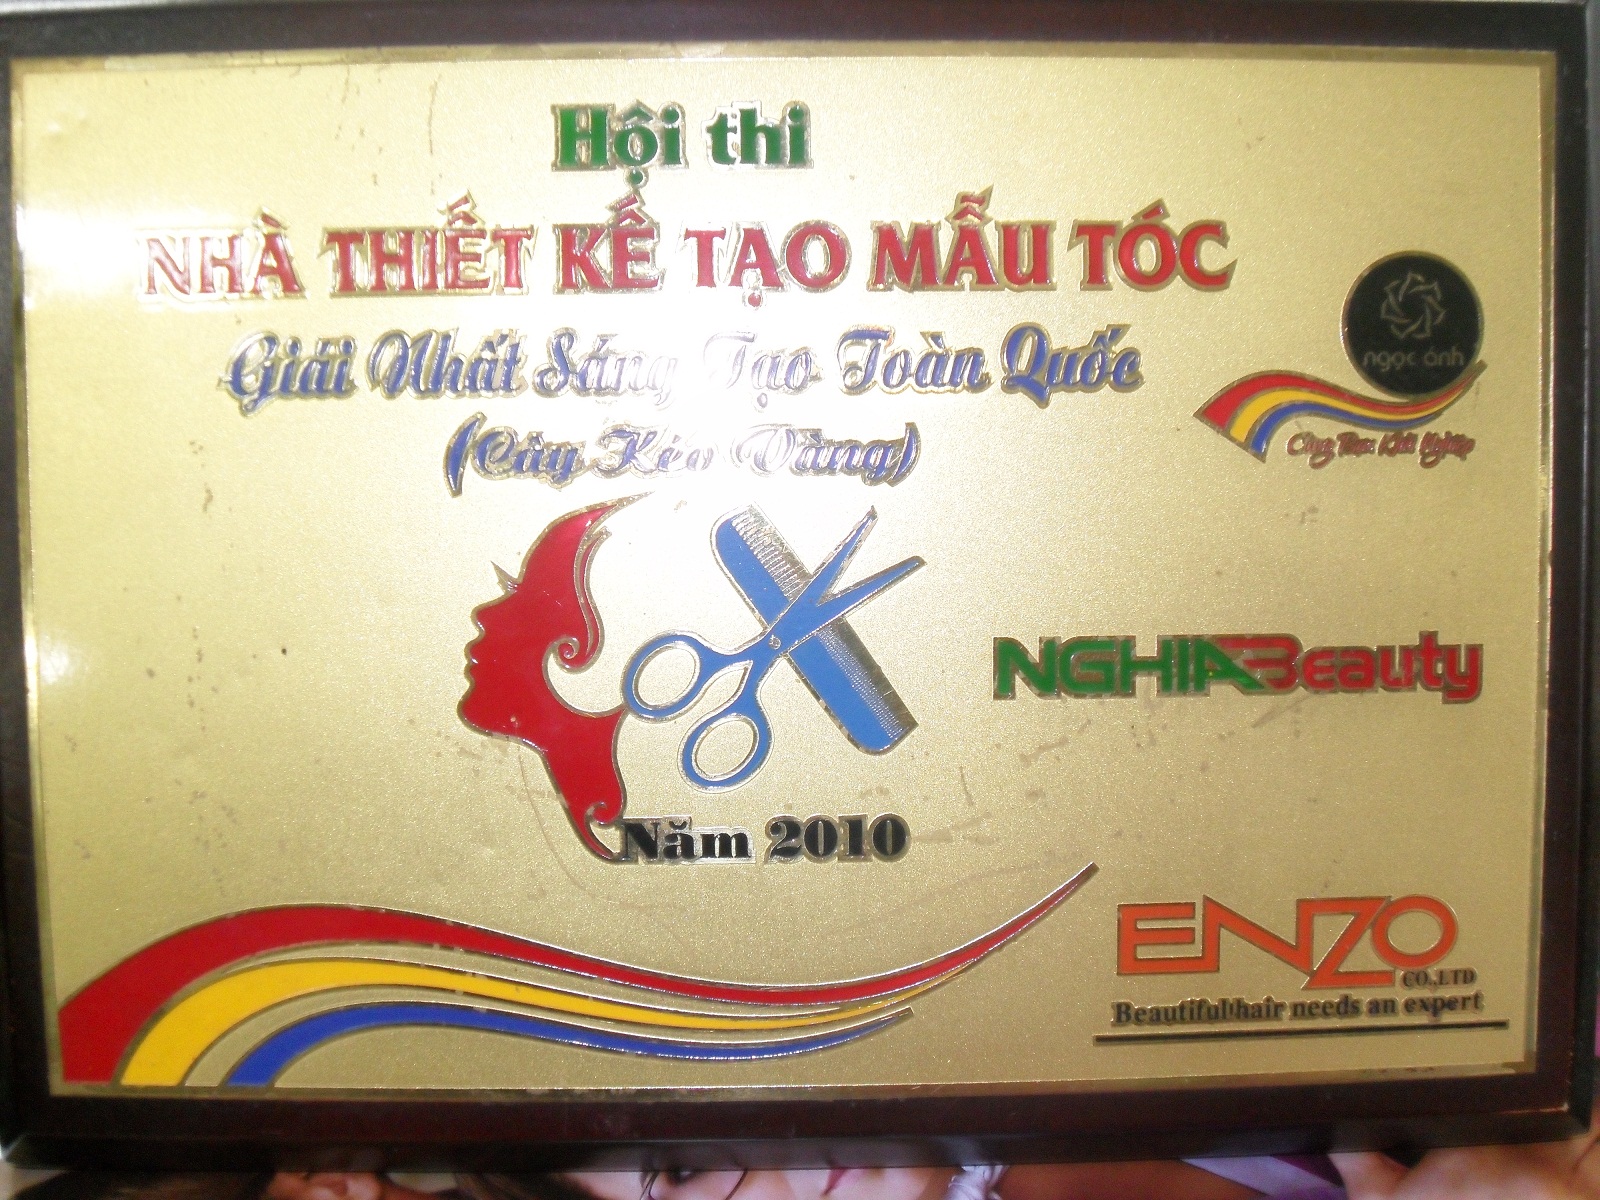 Hội thi
NHÀ THIẾT KẾ TẠO MẪU TÓC
Giải Nhất Sáng Tạo Toàn Quốc
(Cây Kéo Vàng)
ngọc ánh
NGHIABeauty
Năm 2010
ENZO
CO.,LTD
Beautiful hair needs an expert